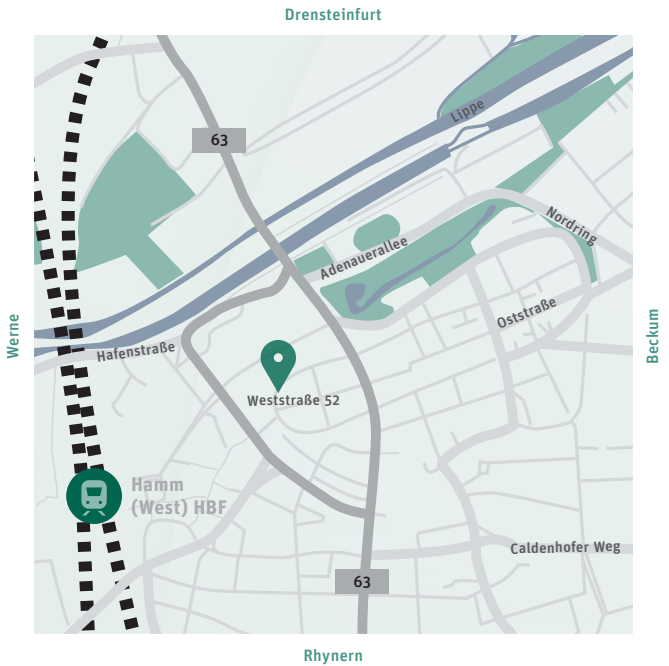 Drensteinfurt
Lippe
63
Nordring
Adenauerallee
Oststraße
Werne
Beckum
Hafenstraße
Weststraße 52
Hamm
(West) HBF
Caldenhofer Weg
63
Rhynern